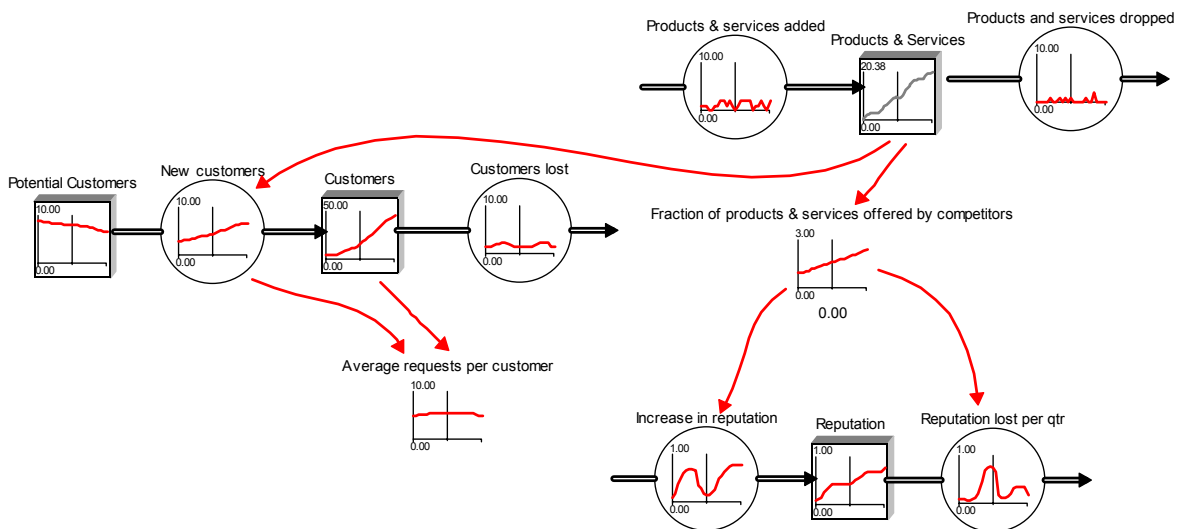 Products & services added
10.00
0.00
Products & Services
20.38
0.00
Products and services dropped
10.00
0.00
Potential Customers
10.00
0.00
New customers
10.00
0.00
Customers
50.00
0.00
Customers lost
10.00
0.00
Fraction of products & services offered by competitors
3.00
0.00
0.00
Average requests per customer
10.00
0.00
Increase in reputation
1.00
0.00
Reputation
1.00
0.00
Reputation lost per qtr
1.00
0.00